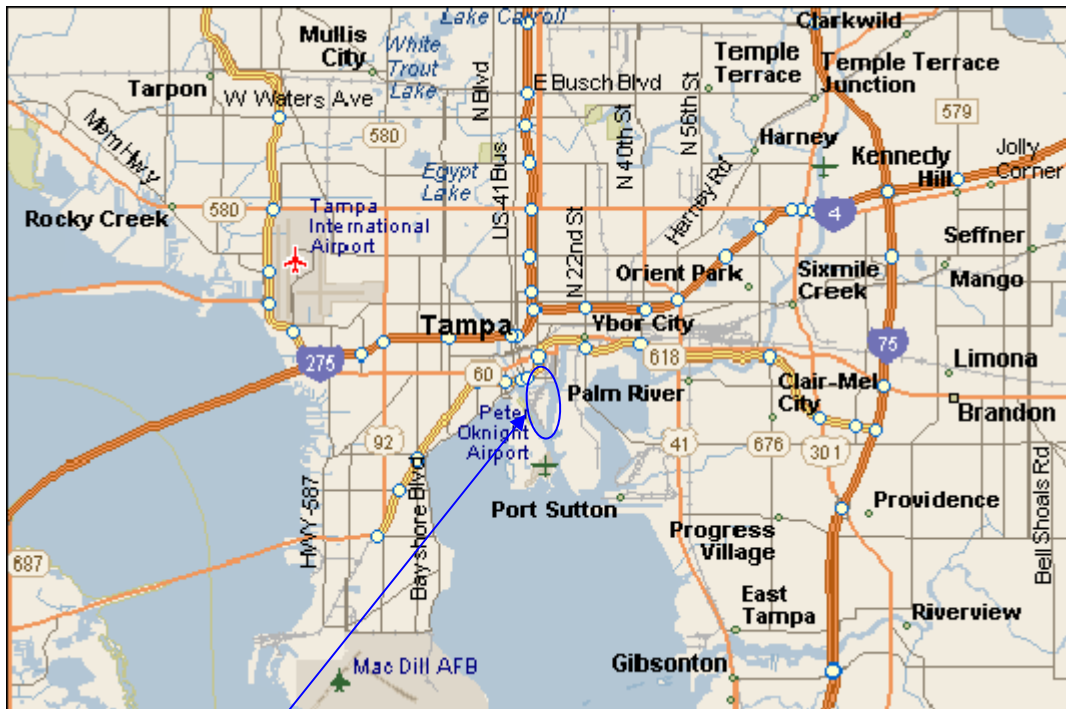 Lake Carroll
Clarkwild
Mullis
City
White
Trout
Lake
Temple
Terrace
Temple Terrace
Junction
Tarpon
W Waters Ave
N Blvd
E Busch Blvd
N 40th St
N 56th St
579
Mem Hwy
580
Harney
Egypt
Lake
US-41 Bus
Harney Rd
Kennedy
Hill
Jolly
Corner
Rocky Creek
580
Tampa
International
Airport
N 22nd St
4
Seffner
Orient Park
Sixmile
Creek
Mango
Tampa
Ybor City
275
60
618
75
Limona
Palm River
Clair-Mel
City
Brandon
Peter
Oknight
Airport
92
41
676
301
HWY-587
Bayshore Blvd
Port Sutton
Providence
Bell Shoals Rd
Progress
Village
687
East
Tampa
Riverview
Mac Dill AFB
Gibsonton